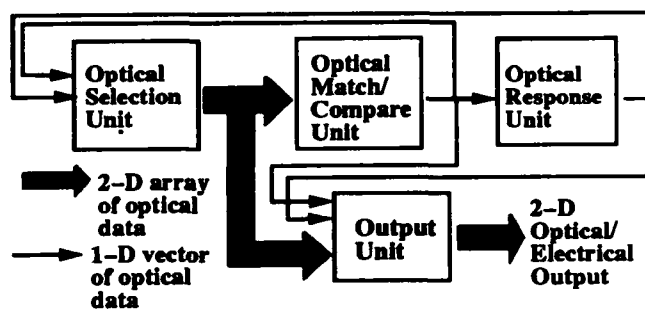 Optical
Selection
Unit
Optical
Match/
Compare
Unit
Optical
Response
Unit
2-D array
of optical
data
1-D vector
of optical
data
Output
Unit
2-D
Optical/
Electrical
Output